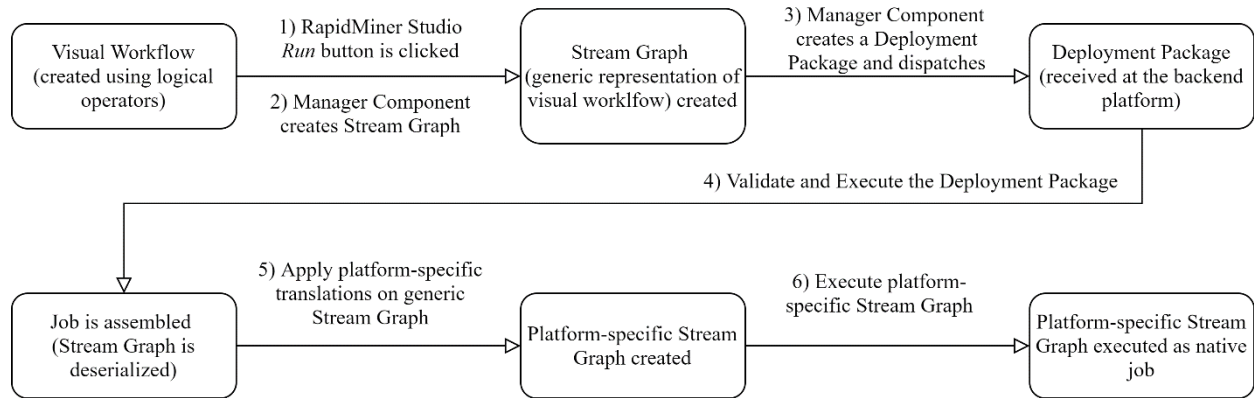 Visual Workflow
(created using logical
operators)
1) RapidMiner Studio
Run button is clicked
2) Manager Component
creates Stream Graph
Stream Graph
(generic representation of
visual worklfow) created
3) Manager Component
creates a Deployment
Package and dispatches
Deployment Package
(received at the backend
platform)
4) Validate and Execute the Deployment Package
Job is assembled
(Stream Graph is
deserialized)
5) Apply platform-specific
translations on generic
Stream Graph
Platform-specific Stream
Graph created
6) Execute platform-
specific Stream Graph
Platform-specific Stream
Graph executed as native
job